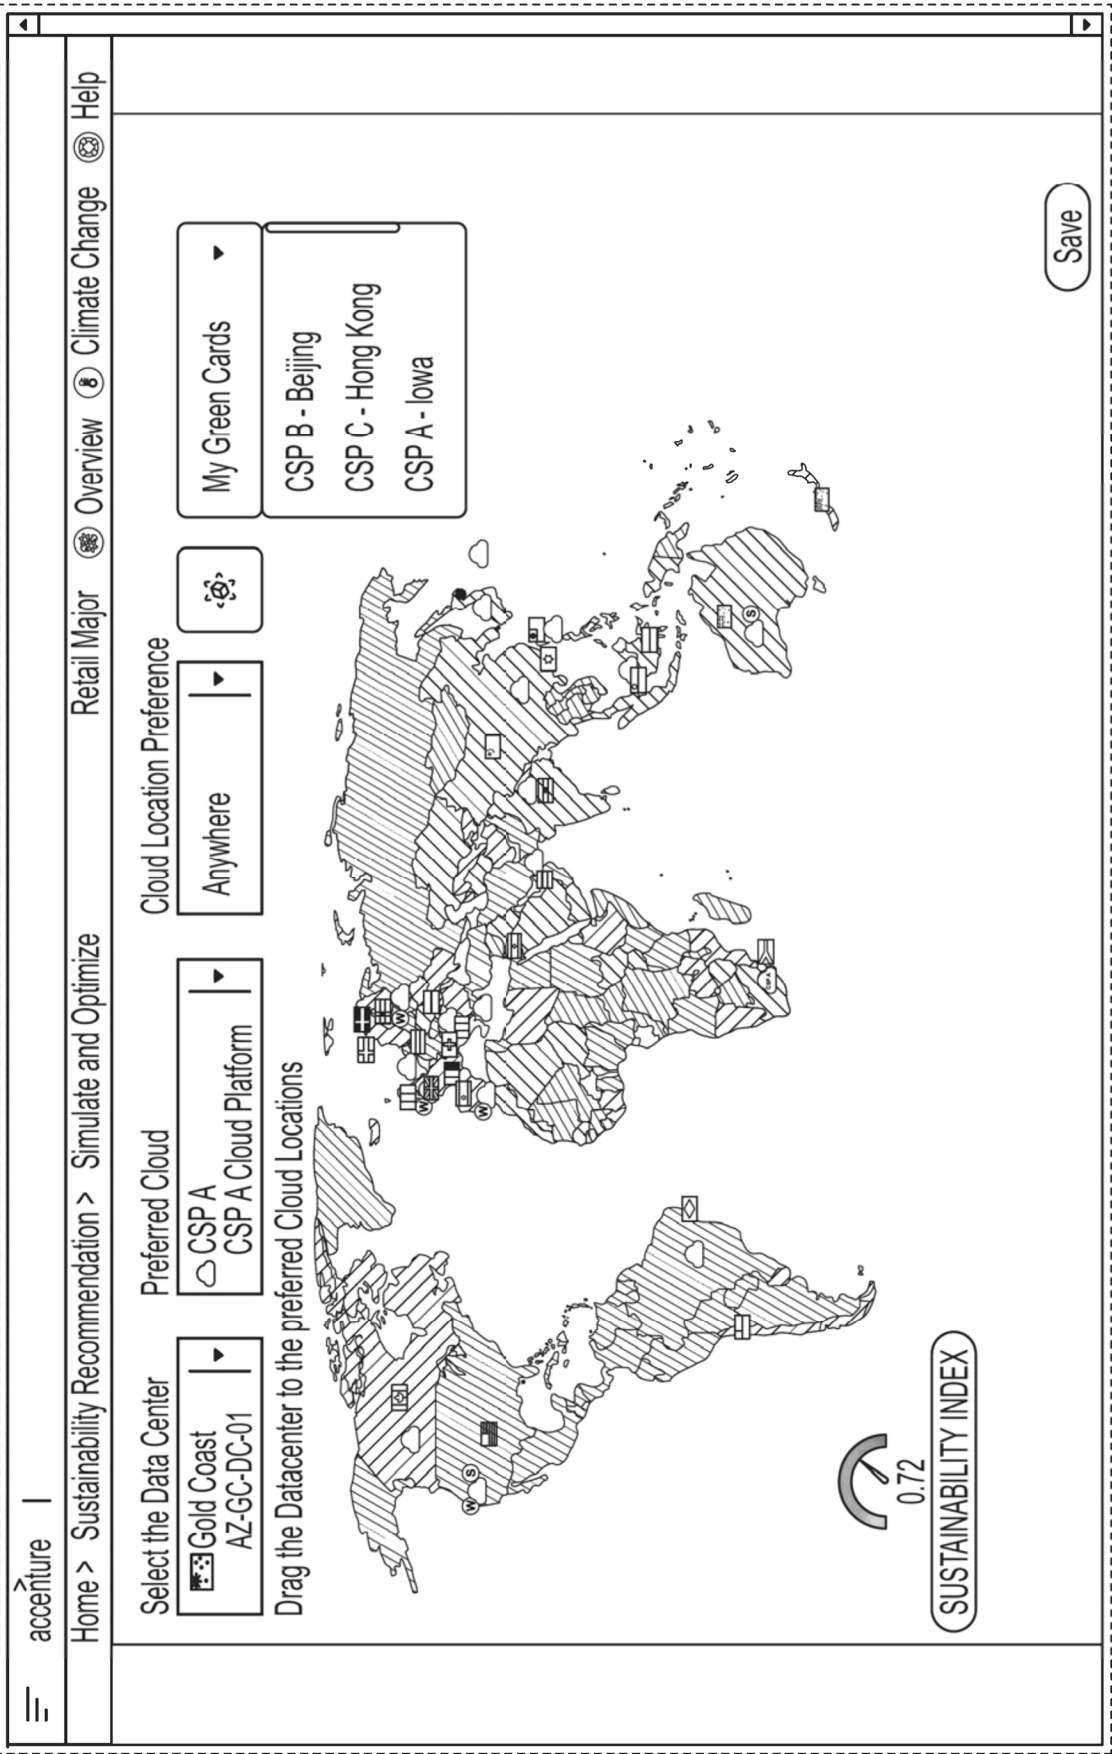 accenture
Home > Sustainability Recommendation > Simulate and Optimize
Retail Major Overview Climate Change Help
Select the Data Center
Gold Coast
AZ-GC-DC-01
Preferred Cloud
CSP A
CSP A Cloud Platform
Cloud Location Preference
Anywhere
My Green Cards
CSP B - Beijing
CSP C - Hong Kong
CSP A - Iowa
Drag the Datacenter to the preferred Cloud Locations
W
S
W
W
W
S
CSP A
0.72
SUSTAINABILITY INDEX
Save